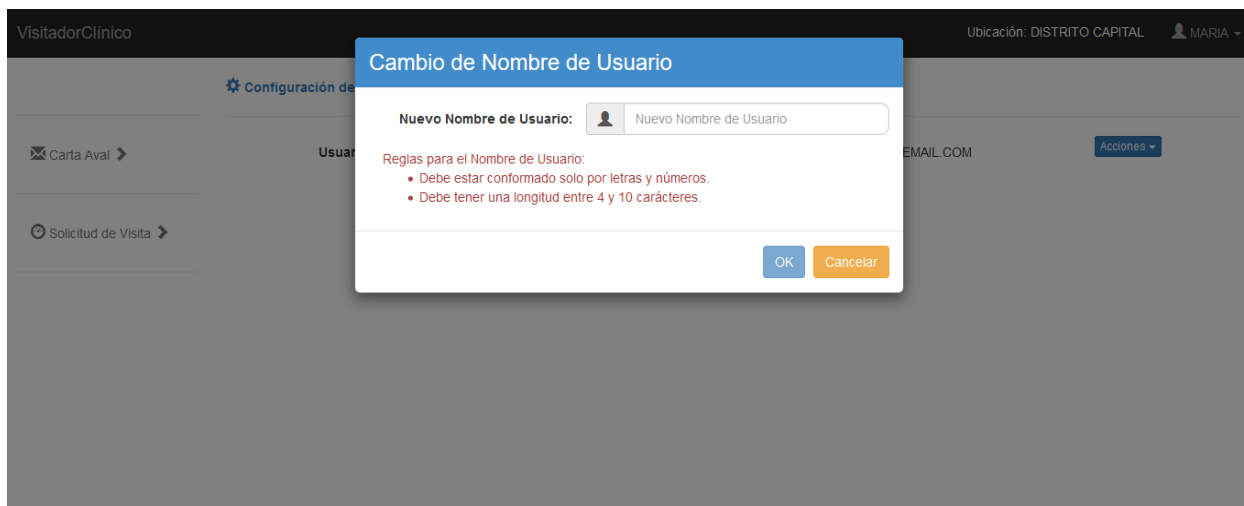 VisitadorClínico
Ubicación: DISTRITO CAPITAL
MARIA
Cambio de Nombre de Usuario
Configuración de
Nuevo Nombre de Usuario:
Nuevo Nombre de Usuario
Carta Aval
Usuar
EMAIL.COM
Acciones
Reglas para el Nombre de Usuario:
• Debe estar conformado solo por letras y números.
• Debe tener una longitud entre 4 y 10 carácteres.
Solicitud de Visita
OK
Cancelar